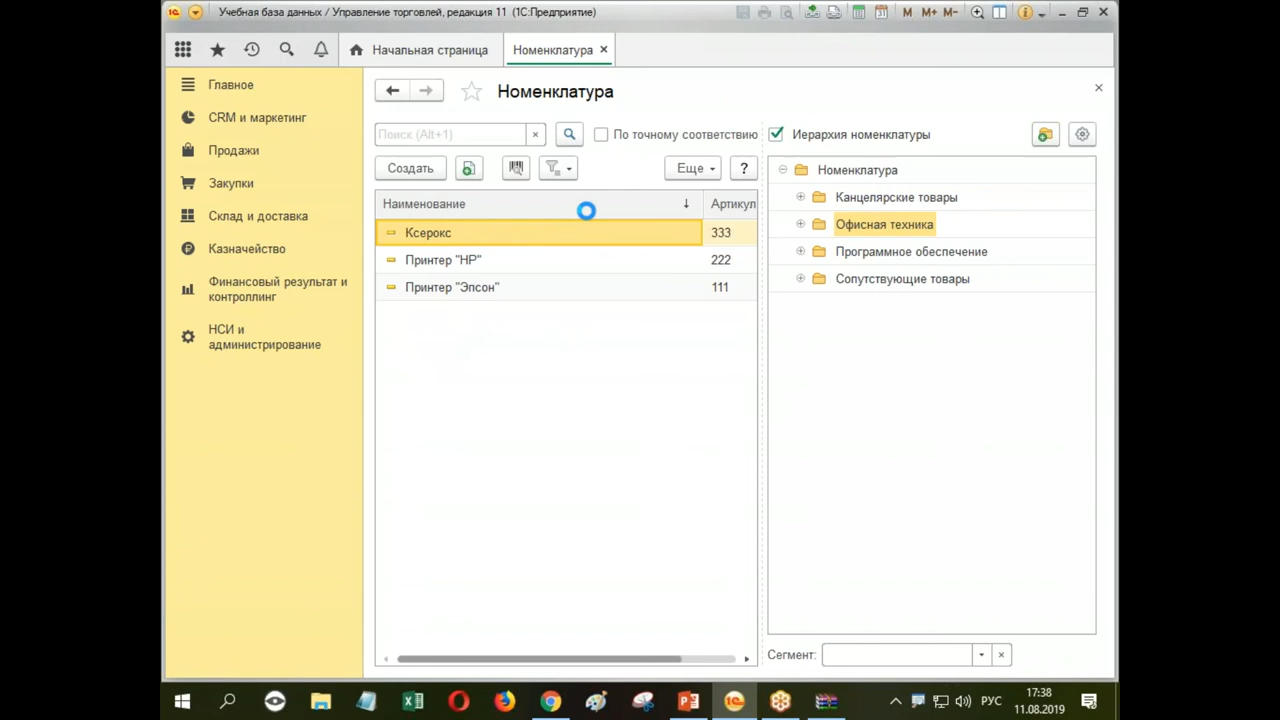 Учебная база данных / Управление торговлей, редакция 11 (1С:Предприятие)
M M+ M-
Начальная страница
Номенклатура
Главное
CRM и маркетинг
Продажи
Закупки
Склад и доставка
Казначейство
Финансовый результат и
контроллинг
НСИ и
администрирование
Номенклатура
Поиск (Alt+1)
По точному соответствию
Иерархия номенклатуры
Создать
Еще
?
Наименование
Артикул
Ксерокс 333
Принтер "HP" 222
Принтер "Эпсон" 111
Номенклатура
Канцелярские товары
Офисная техника
Программное обеспечение
Сопутствующие товары
Сегмент:
РУС
17:38
11.08.2019